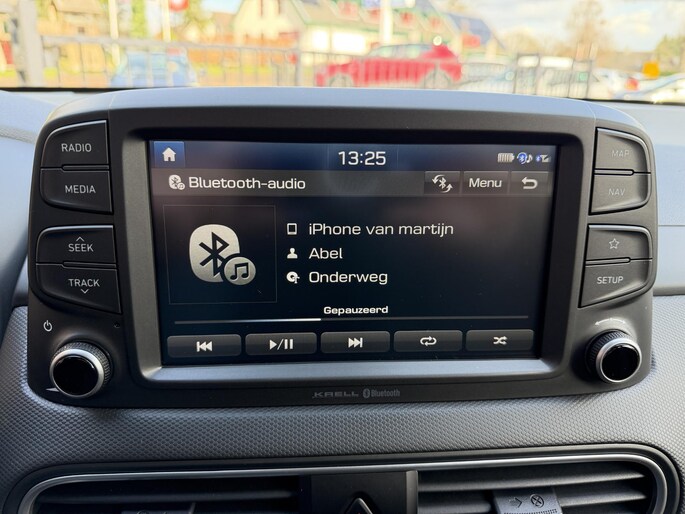 RADIO
MEDIA
SEEK
TRACK
13:25
Bluetooth-audio
Menu
iPhone van martijn
Abel
Onderweg
Gepauzeerd
MAP
NAV
SETUP
KRELL Bluetooth